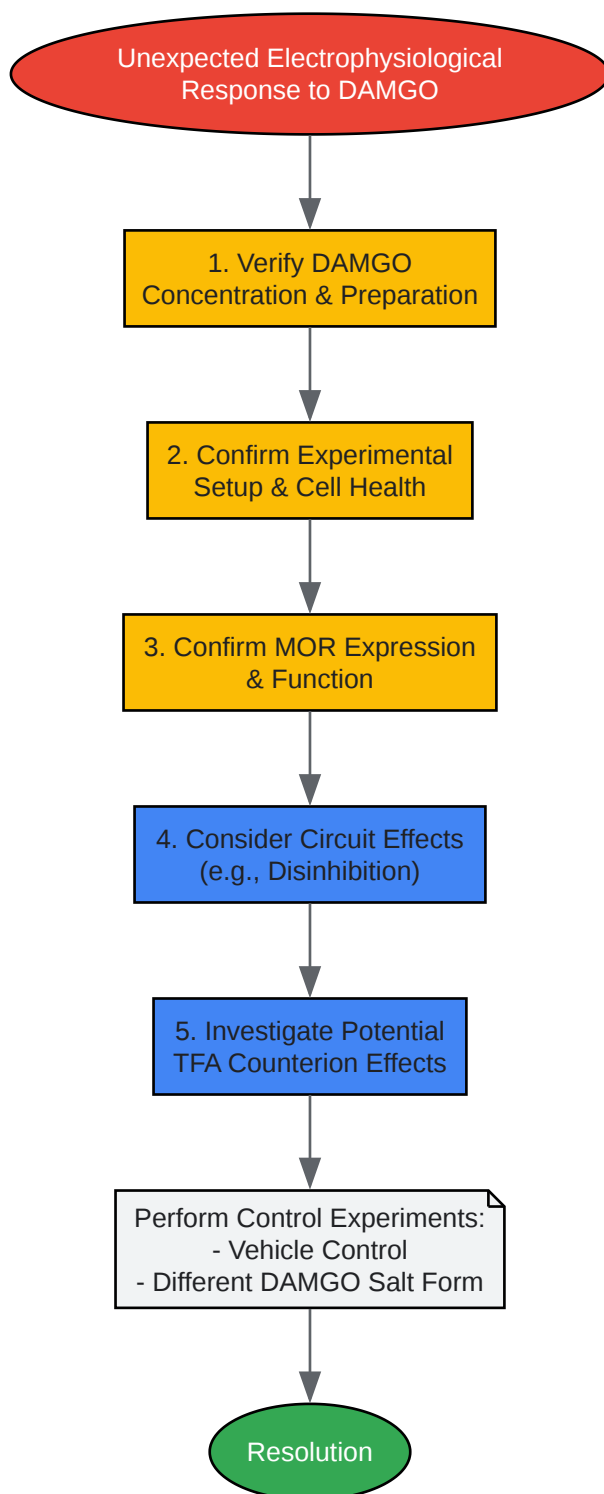 Unexpected Electrophysiological
Response to DAMGO
1. Verify DAMGO
Concentration & Preparation
2. Confirm Experimental
Setup & Cell Health
3. Confirm MOR Expression
& Function
4. Consider Circuit Effects
(e.g., Disinhibition)
5. Investigate Potential
TFA Counterion Effects
Perform Control Experiments:
- Vehicle Control
- Different DAMGO Salt Form
Resolution